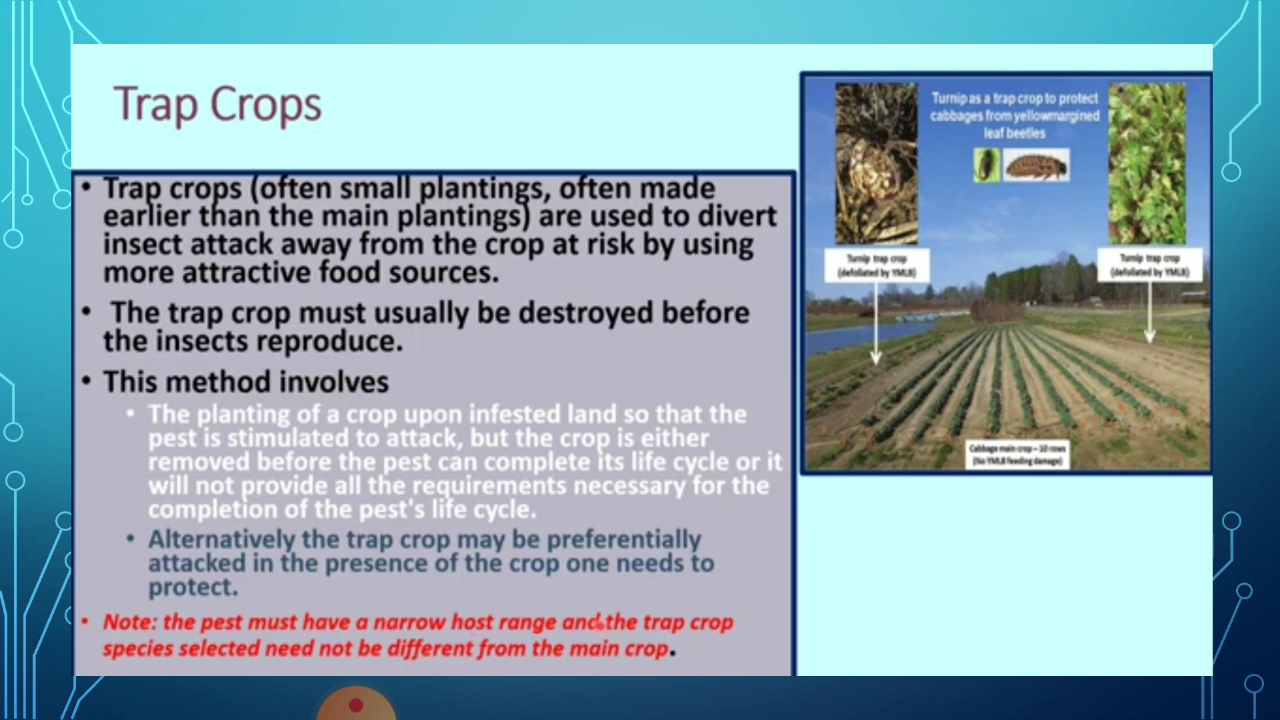 Trap Crops
• Trap crops (often small plantings, often made
earlier than the main plantings) are used to divert
insect attack away from the crop at risk by using
more attractive food sources.
• The trap crop must usually be destroyed before
the insects reproduce.
• This method involves
• The planting of a crop upon infested land so that the
pest is stimulated to attack, but the crop is either
removed before the pest can complete its life cycle or it
will not provide all the requirements necessary for the
completion of the pest's life cycle.
• Alternatively the trap crop may be preferentially
attacked in the presence of the crop one needs to
protect.
• Note: the pest must have a narrow host range and the trap crop
species selected need not be different from the main crop.
Turnip as a trap crop to protect
cabbages from yellowmargined
leaf beetles
Turnip trap crop
(defoliated by YMLB)
Turnip trap crop
(defoliated by YMLB)
Cabbage main crop – 10 rows
(No YMLB feeding damage)